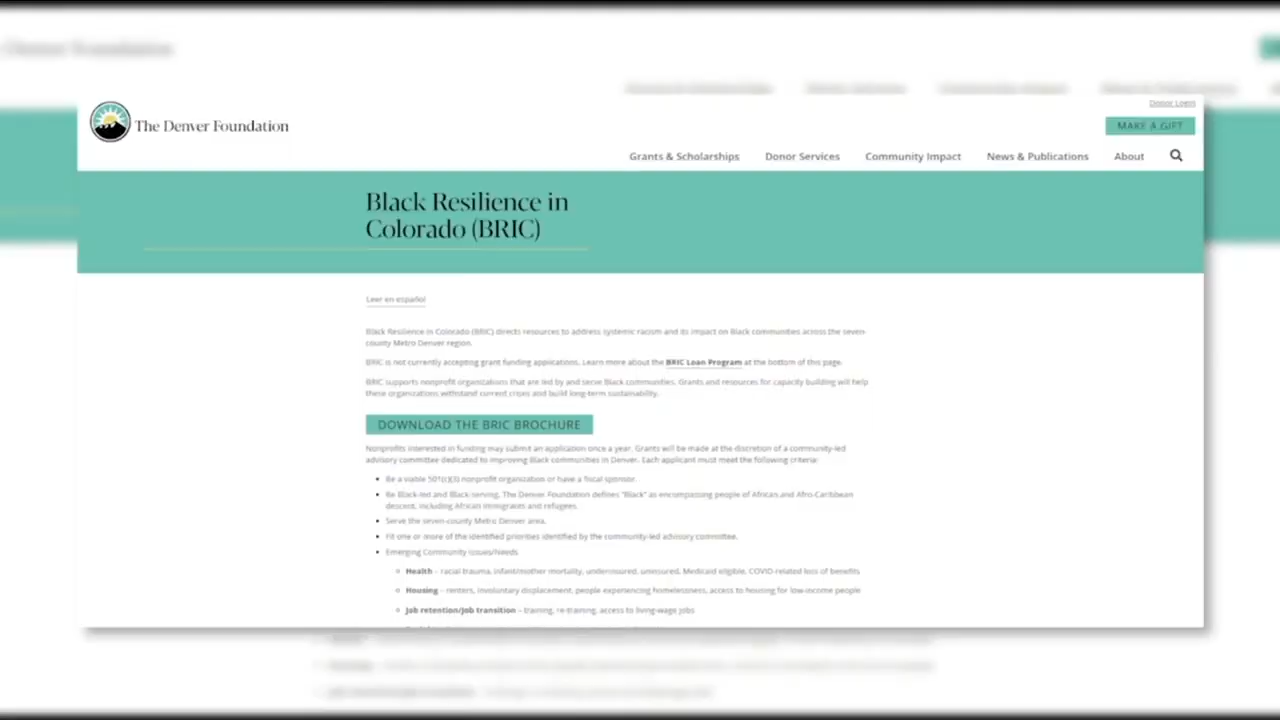 Donor Login
The Denver Foundation
MAKE A GIFT
Grants & Scholarships Donor Services Community Impact News & Publications About
Black Resilience in
Colorado (BRIC)
Leer en español
Black Resilience in Colorado (BRIC) directs resources to address systemic racism and its impact on Black communities across the seven-
county Metro Denver region.
BRIC is not currently accepting grant funding applications. Learn more about the BRIC Loan Program at the bottom of this page.
BRIC supports nonprofit organizations that are led by and serve Black communities. Grants and resources for capacity building will help
these organizations withstand current crises and build long-term sustainability.
DOWNLOAD THE BRIC BROCHURE
Nonprofits interested in funding may submit an application once a year. Grants will be made at the discretion of a community-led
advisory committee dedicated to improving Black communities in Denver. Each applicant must meet the following criteria:
Be a viable 501(c)(3) nonprofit organization or have a fiscal sponsor.
Be Black-led and Black-serving. The Denver Foundation defines "Black" as encompassing people of African and Afro-Caribbean
descent, including African immigrants and refugees.
Serve the seven-county Metro Denver area.
Fit one or more of the identified priorities identified by the community-led advisory committee.
Emerging Community Issues/Needs
Health – racial trauma, infant/mother mortality, underinsured, uninsured, Medicaid eligible, COVID-related loss of benefits
Housing – renters, involuntary displacement, people experiencing homelessness, access to housing for low-income people
Job retention/Job transition – training, re-training, access to living-wage jobs